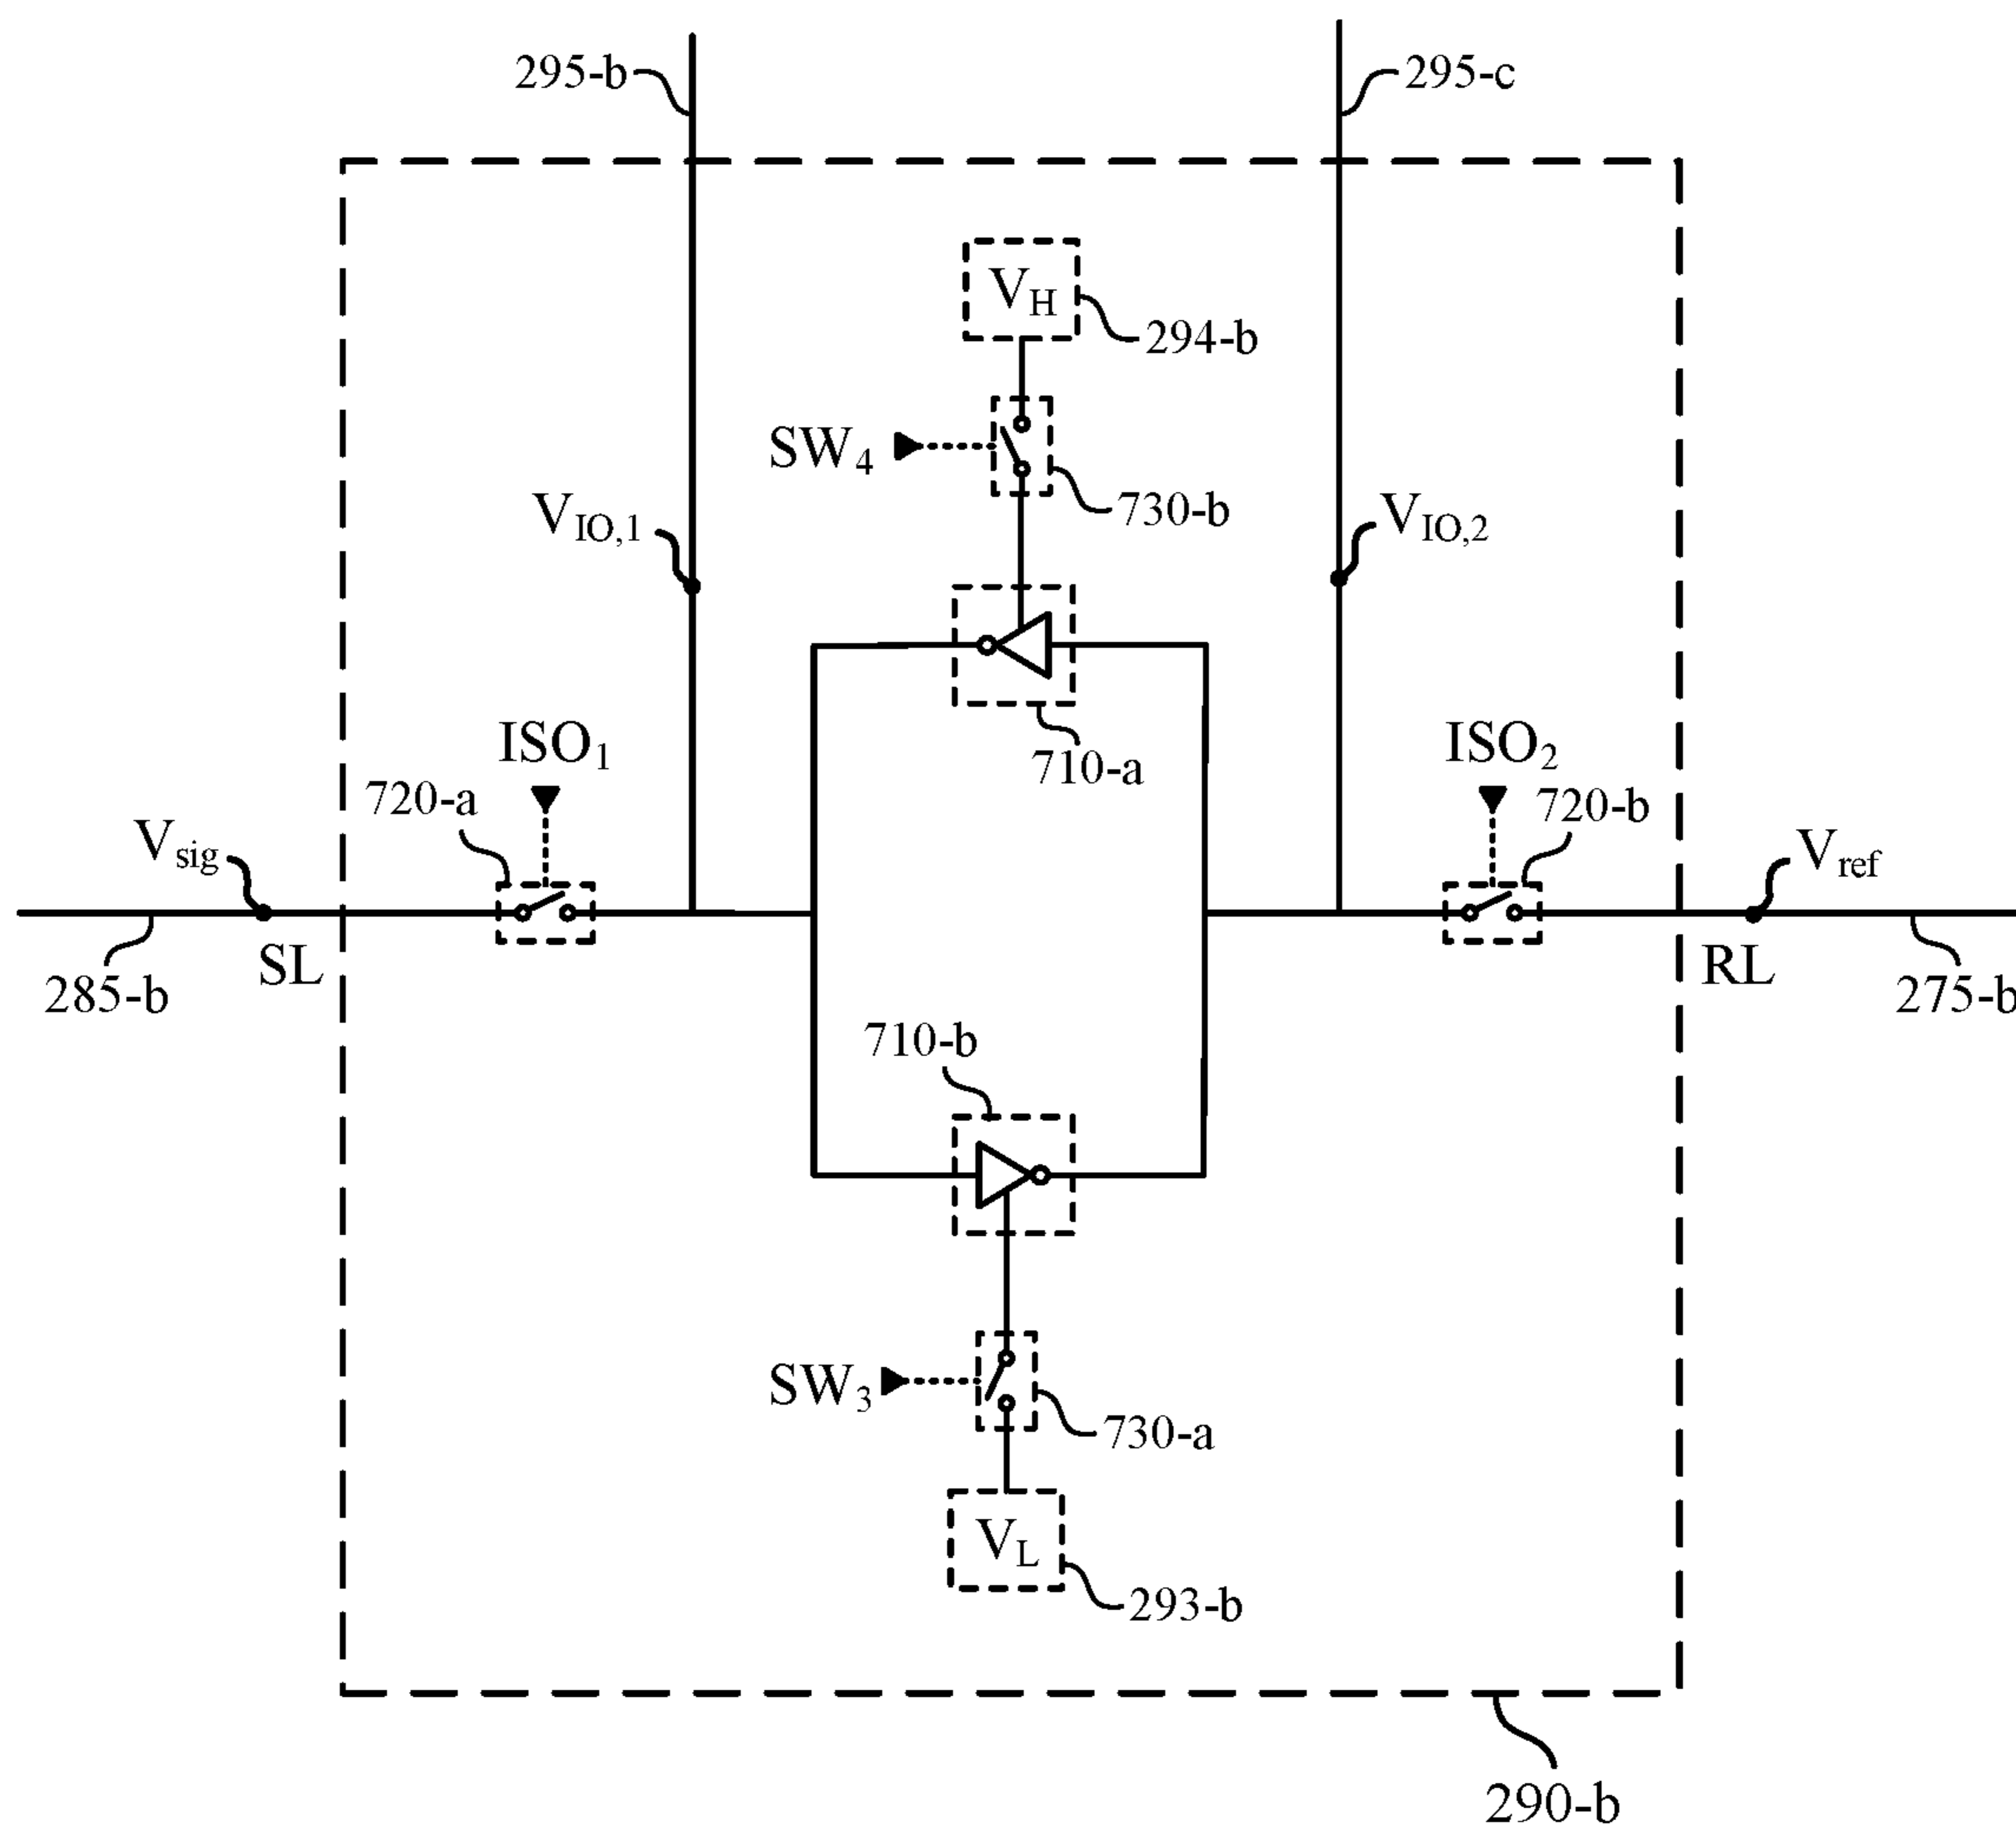 295-b
295-c
V_H
294-b
SW_4
730-b
V_IO,1
V_IO,2
710-a
ISO_1
ISO_2
720-a
720-b
V_sig
V_ref
SL
RL
285-b
275-b
710-b
SW_3
730-a
V_L
293-b
290-b